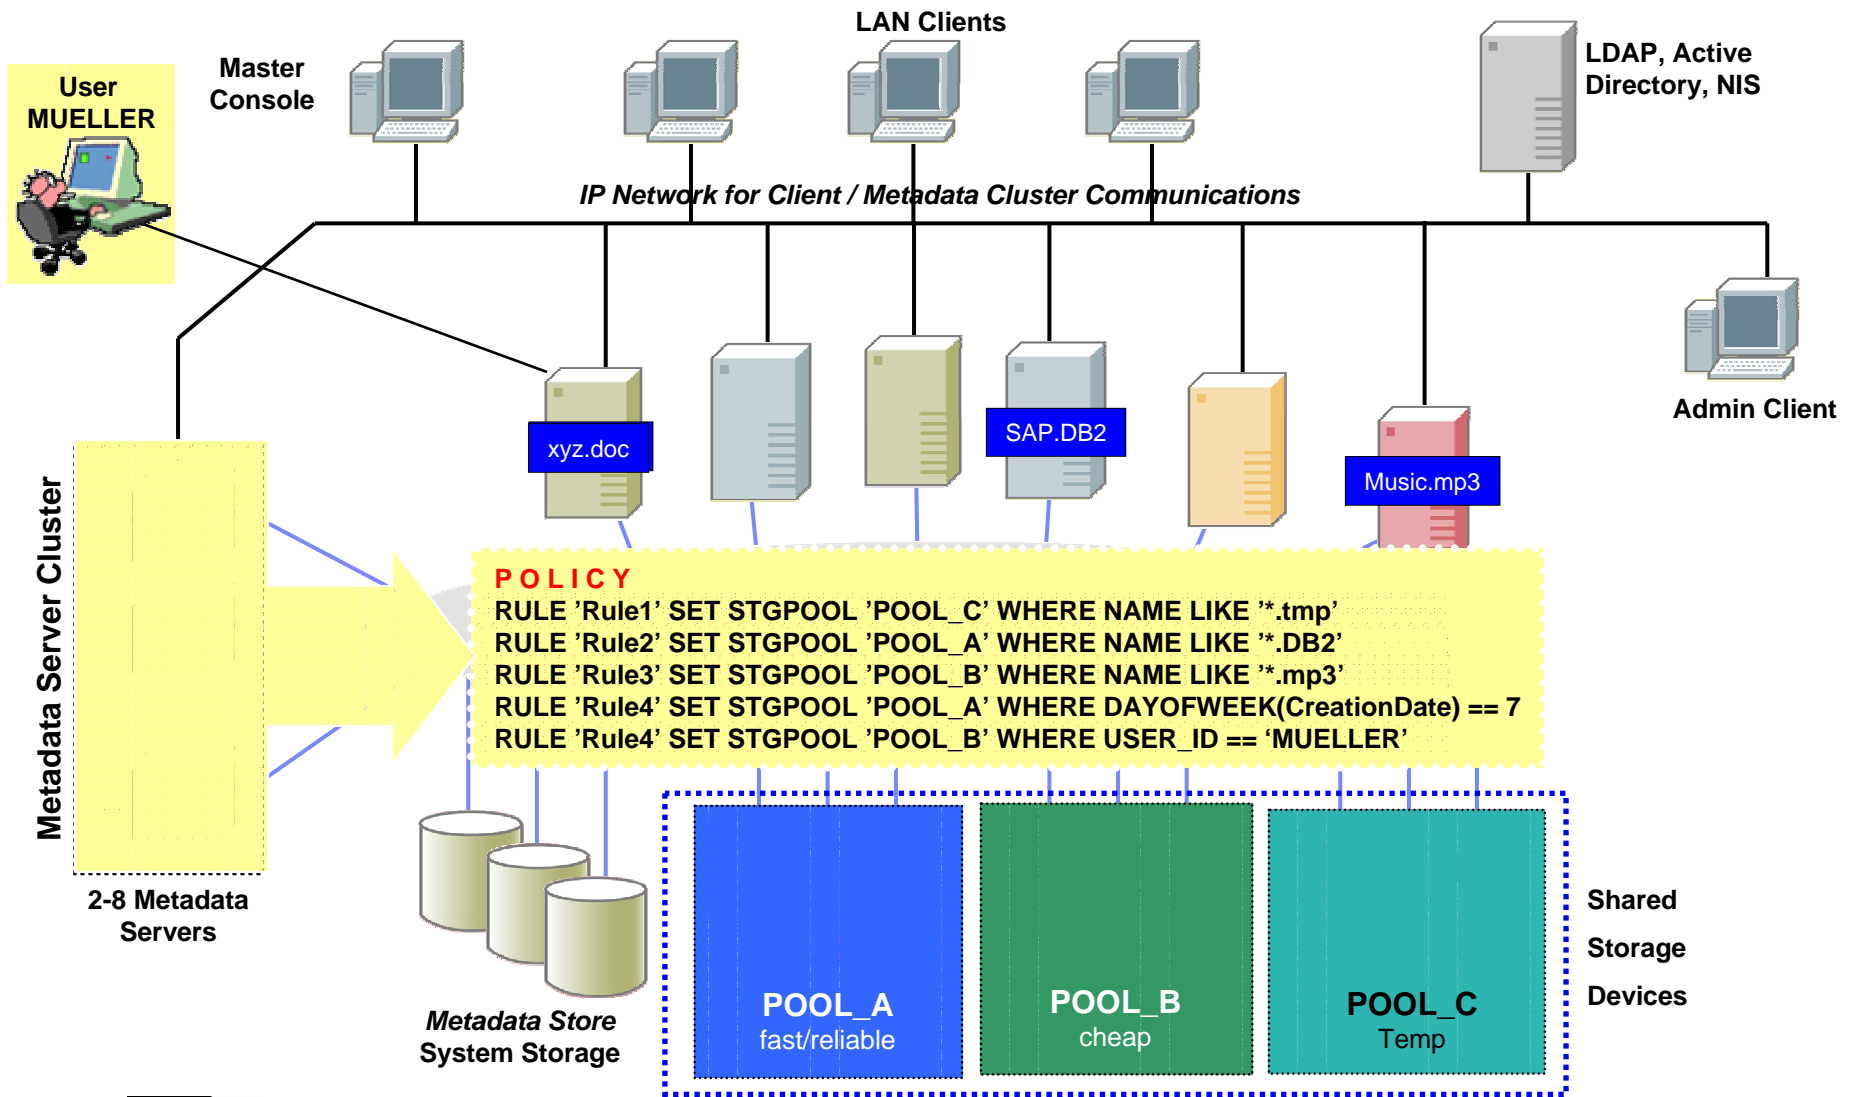 LAN Clients
User
MUELLER
Master
Console
LDAP, Active
Directory, NIS
IP Network for Client / Metadata Cluster Communications
Admin Client
xyz.doc
SAP.DB2
Music.mp3
Metadata Server Cluster
P O L I C Y
RULE ’Rule1’ SET STGPOOL ’POOL_C’ WHERE NAME LIKE ’*.tmp’
RULE ’Rule2’ SET STGPOOL ’POOL_A’ WHERE NAME LIKE ’*.DB2’
RULE ’Rule3’ SET STGPOOL ’POOL_B’ WHERE NAME LIKE ’*.mp3’
RULE ’Rule4’ SET STGPOOL ’POOL_A’ WHERE DAYOFWEEK(CreationDate) == 7
RULE ’Rule4’ SET STGPOOL ’POOL_B’ WHERE USER_ID == ‘MUELLER’
2-8 Metadata
Servers
Metadata Store
System Storage
POOL_A
fast/reliable
POOL_B
cheap
POOL_C
Temp
Shared
Storage
Devices